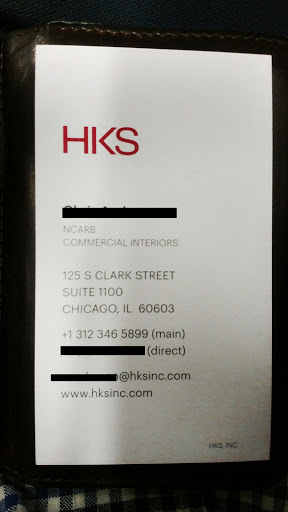 HKS
NCARB
COMMERCIAL INTERIORS
125 S CLARK STREET
SUITE 1100
CHICAGO, IL 60603
+1 312 346 5899 (main)
(direct)
@hksinc.com
www.hksinc.com
HKS, INC